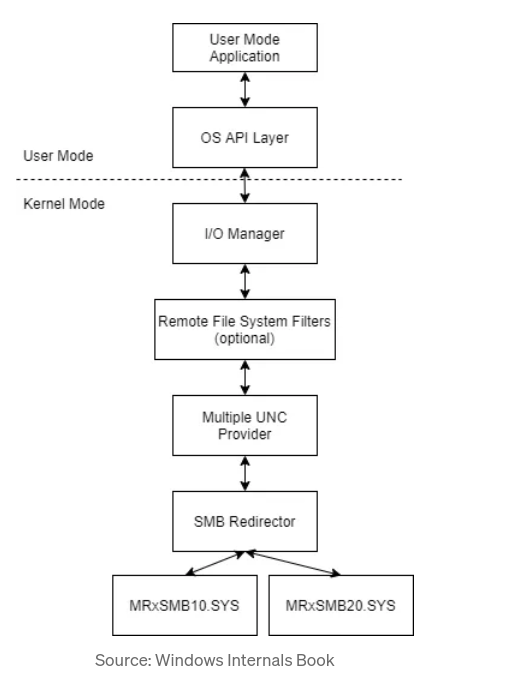 User Mode
Application
OS API Layer
User Mode
Kernel Mode
I/O Manager
Remote File System Filters
(optional)
Multiple UNC
Provider
SMB Redirector
MRxSMB10.SYS
MRxSMB20.SYS
Source: Windows Internals Book